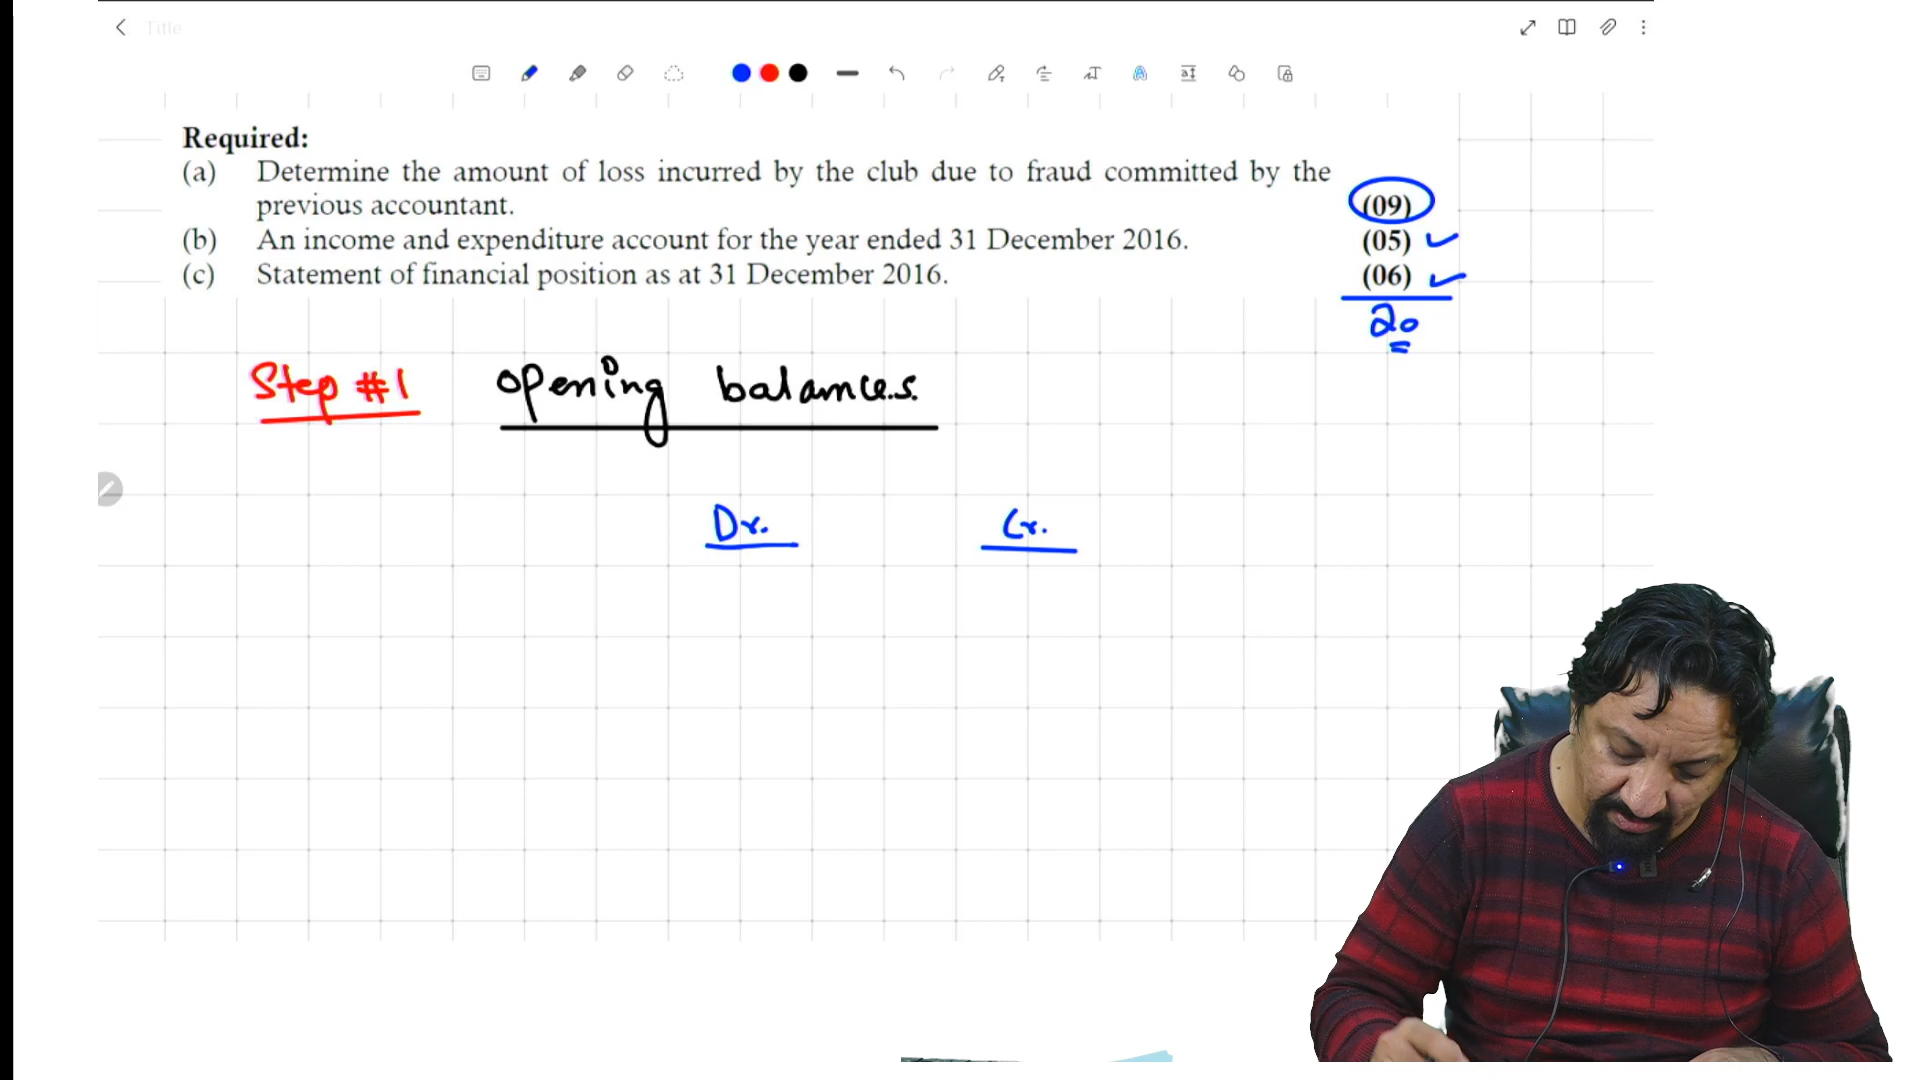 Title
Required:
(a) Determine the amount of loss incurred by the club due to fraud committed by the
previous accountant. (09)
(b) An income and expenditure account for the year ended 31 December 2016. (05)
(c) Statement of financial position as at 31 December 2016. (06)
20
Step #1 opening balances.
Dr. Cr.